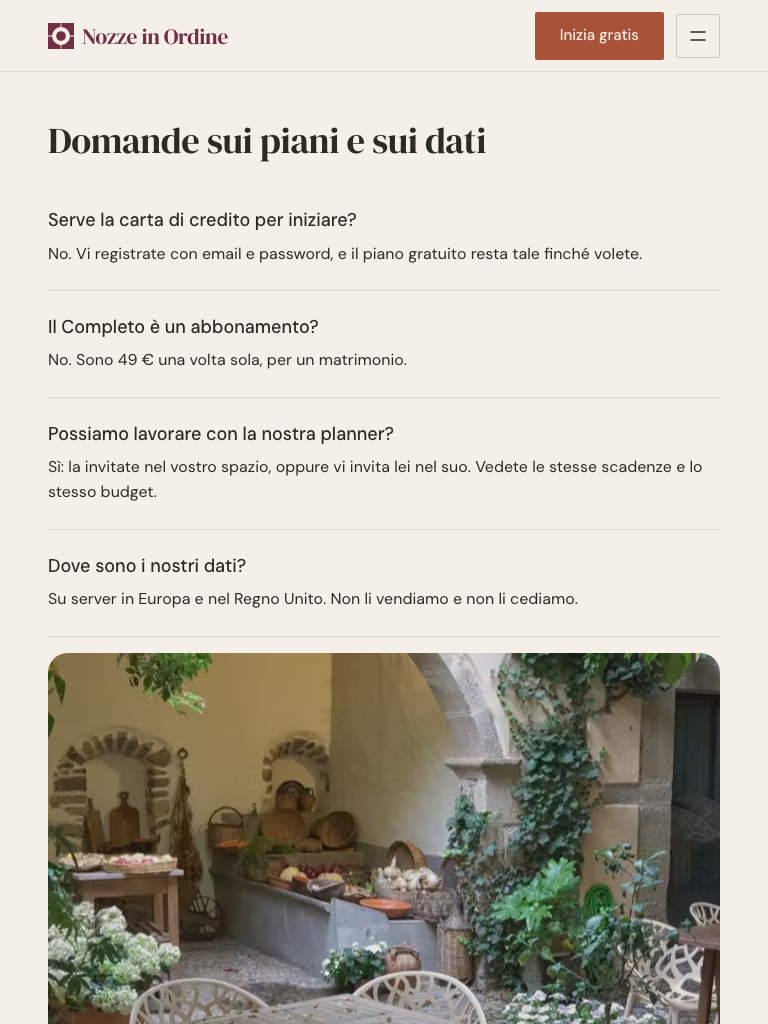 Nozze in Ordine
Inizia gratis
Domande sui piani e sui dati
Serve la carta di credito per iniziare?
No. Vi registrate con email e password, e il piano gratuito resta tale finché volete.
Il Completo è un abbonamento?
No. Sono 49 € una volta sola, per un matrimonio.
Possiamo lavorare con la nostra planner?
Sì: la invitate nel vostro spazio, oppure vi invita lei nel suo. Vedete le stesse scadenze e lo
stesso budget.
Dove sono i nostri dati?
Su server in Europa e nel Regno Unito. Non li vendiamo e non li cediamo.